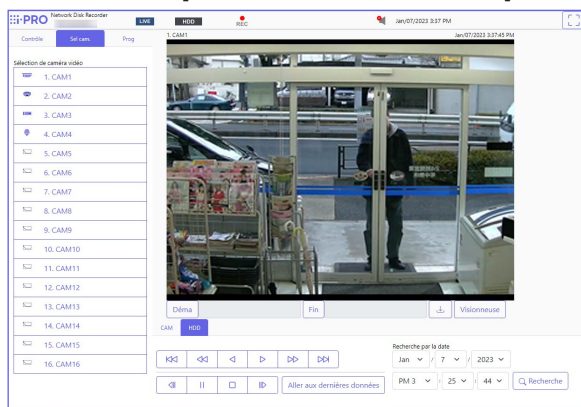 i-PRO Network Disk Recorder
LIVE
HDD
REC
Jan/07/2023 3:37 PM
Contrôle
Sel cam.
Prog
1. CAM1
Jan/07/2023 3:37:45 PM
Sélection de caméra vidéo
1. CAM1
2. CAM2
3. CAM3
4. CAM4
5. CAM5
6. CAM6
7. CAM7
8. CAM8
9. CAM9
10. CAM10
11. CAM11
12. CAM12
13. CAM13
14. CAM14
15. CAM15
16. CAM16
Déma
Fin
Visionneuse
CAM
HDD
Recherche par la date
Jan / 7 / 2023
PM 3 : 25 : 44
Recherche
Aller aux dernières données